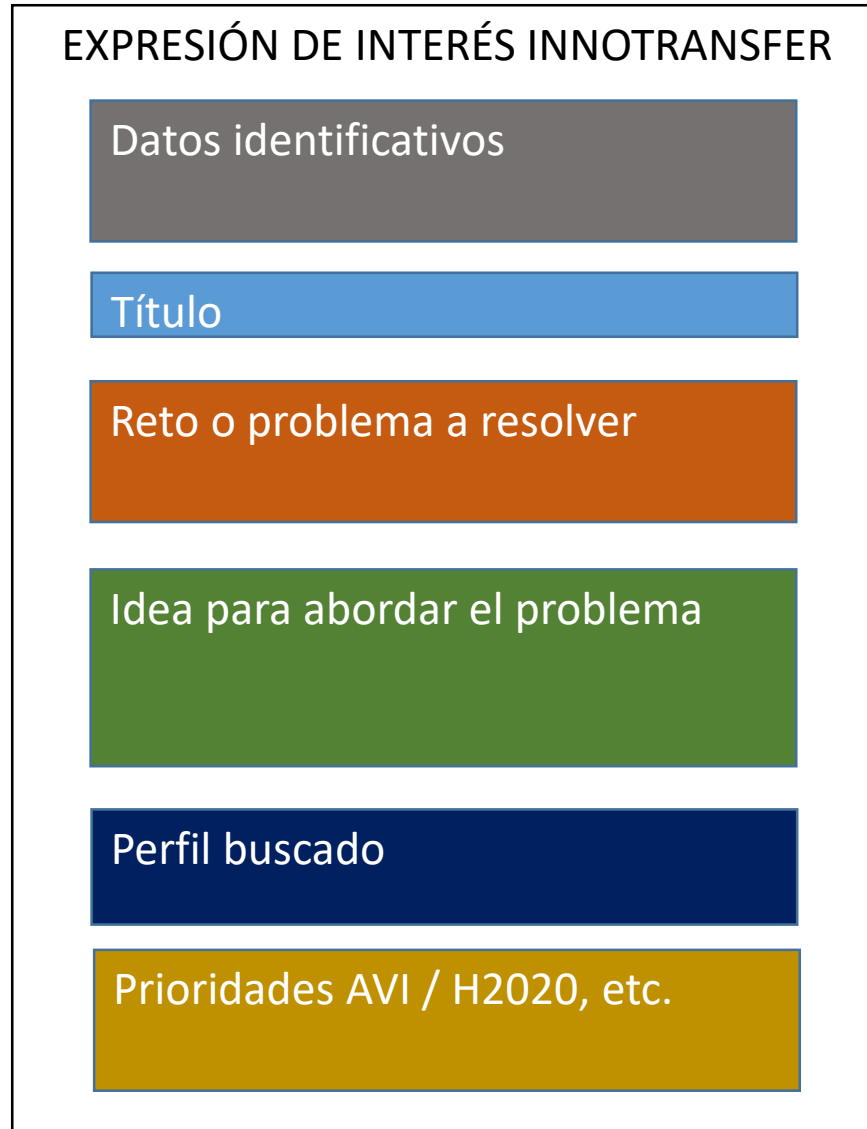 EXPRESIÓN DE INTERÉS INNOTRANSFER
Datos identificativos
Título
Reto o problema a resolver
Idea para abordar el problema
Perfil buscado
Prioridades AVI / H2020, etc.